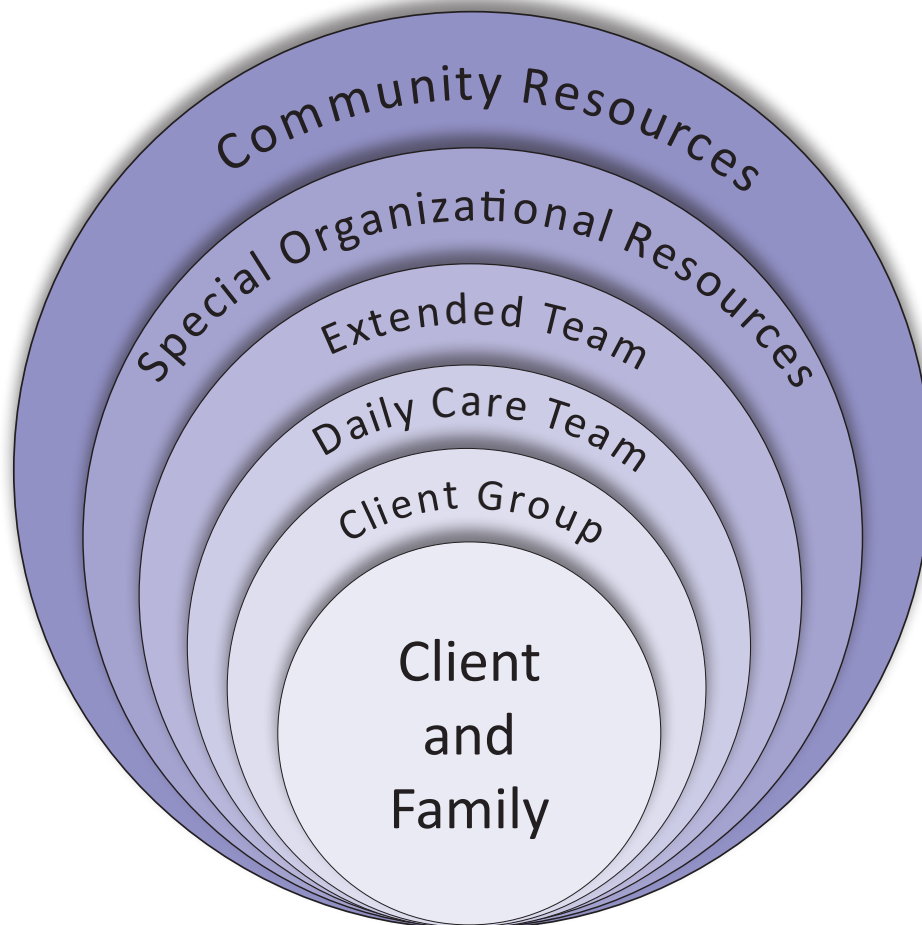 Community Resources
Special Organizational Resources
Extended Team
Daily Care Team
Client Group
Client
and
Family